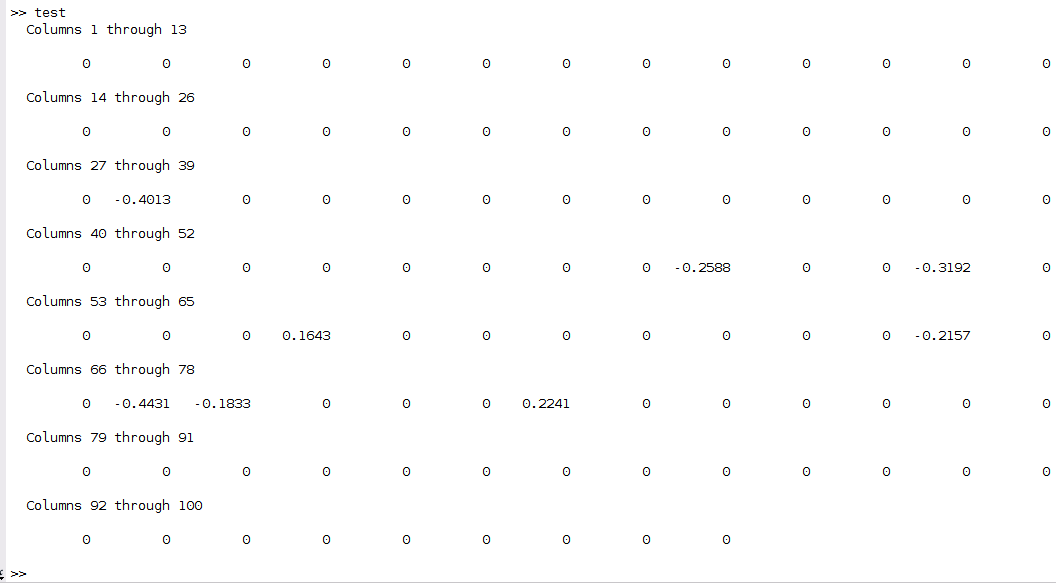 >> test
Columns 1 through 13
0 0 0 0 0 0 0 0 0 0 0 0 0
Columns 14 through 26
0 0 0 0 0 0 0 0 0 0 0 0 0
Columns 27 through 39
0 -0.4013 0 0 0 0 0 0 0 0 0 0 0
Columns 40 through 52
0 0 0 0 0 0 0 0 -0.2588 0 0 -0.3192 0
Columns 53 through 65
0 0 0 0.1643 0 0 0 0 0 0 0 -0.2157 0
Columns 66 through 78
0 -0.4431 -0.1833 0 0 0 0.2241 0 0 0 0 0 0
Columns 79 through 91
0 0 0 0 0 0 0 0 0 0 0 0 0
Columns 92 through 100
0 0 0 0 0 0 0 0 0
>>